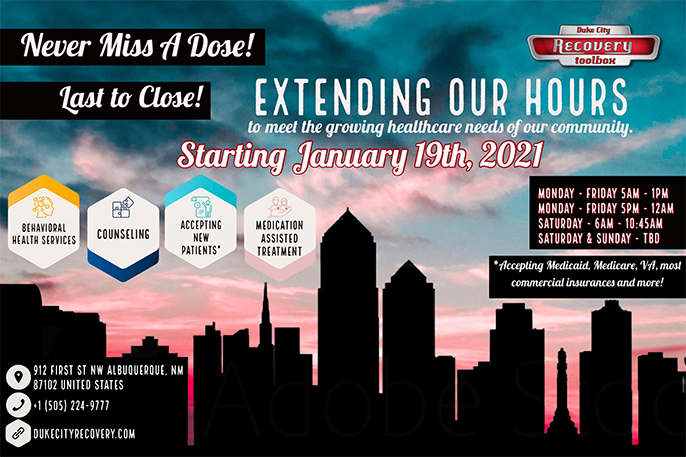 Never Miss A Dose!
Last to Close!
Duke City
Recovery
toolbox
EXTENDING OUR HOURS
to meet the growing healthcare needs of our community.
Starting January 19th, 2021
BEHAVIORAL
HEALTH SERVICES
COUNSELING
ACCEPTING
NEW
PATIENTS*
MEDICATION
ASSISTED
TREATMENT
MONDAY - FRIDAY 5AM - 1PM
MONDAY - FRIDAY 5PM - 12AM
SATURDAY - 6AM - 10:45AM
SATURDAY & SUNDAY - TBD
*Accepting Medicaid, Medicare, VA, most
commercial insurances and more!
912 FIRST ST NW ALBUQUERQUE, NM
87102 UNITED STATES
+1 (505) 224-9777
DUKECITYRECOVERY.COM
Adobe Stock